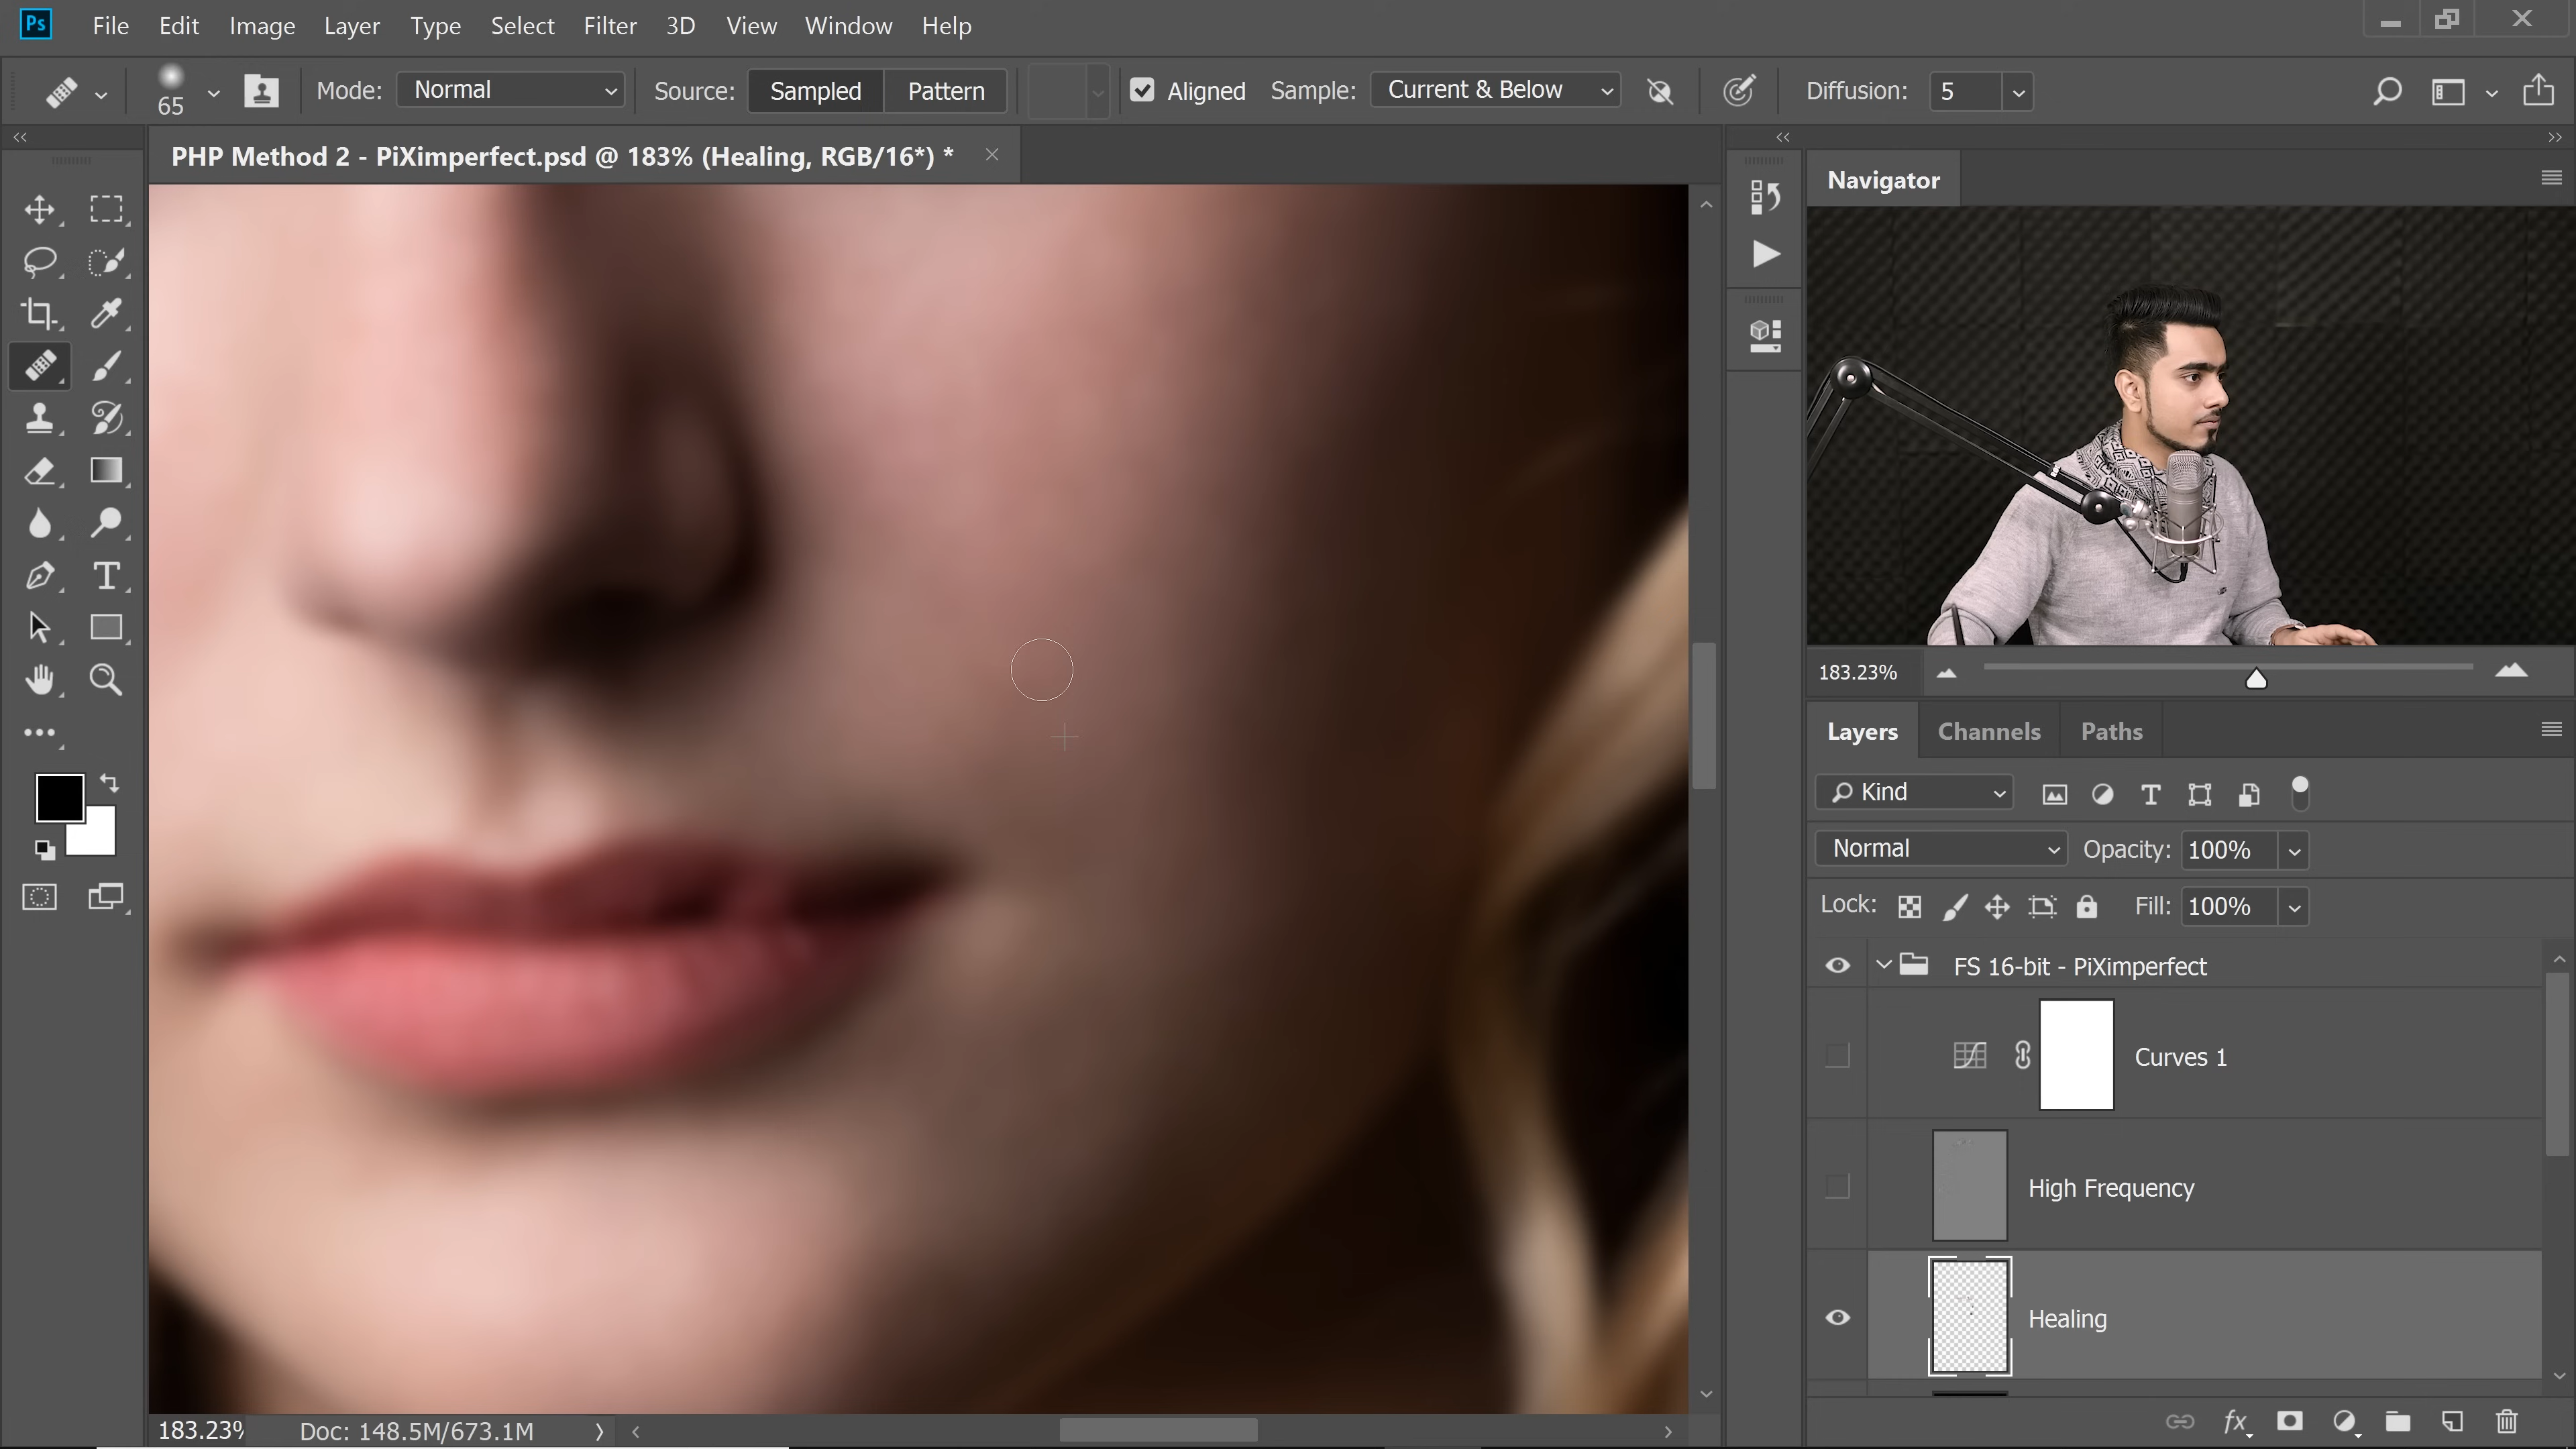 Ps File Edit Image Layer Type Select Filter 3D View Window Help
65 Mode: Normal Source: Sampled Pattern Aligned Sample: Current & Below Diffusion: 5
PHP Method 2 - PiXimperfect.psd @ 183% (Healing, RGB/16*) *
Navigator
183.23%
Layers Channels Paths
Kind
Normal Opacity: 100%
Lock: Fill: 100%
FS 16-bit - PiXimperfect
Curves 1
High Frequency
Healing
fx
183.23% Doc: 148.5M/673.1M